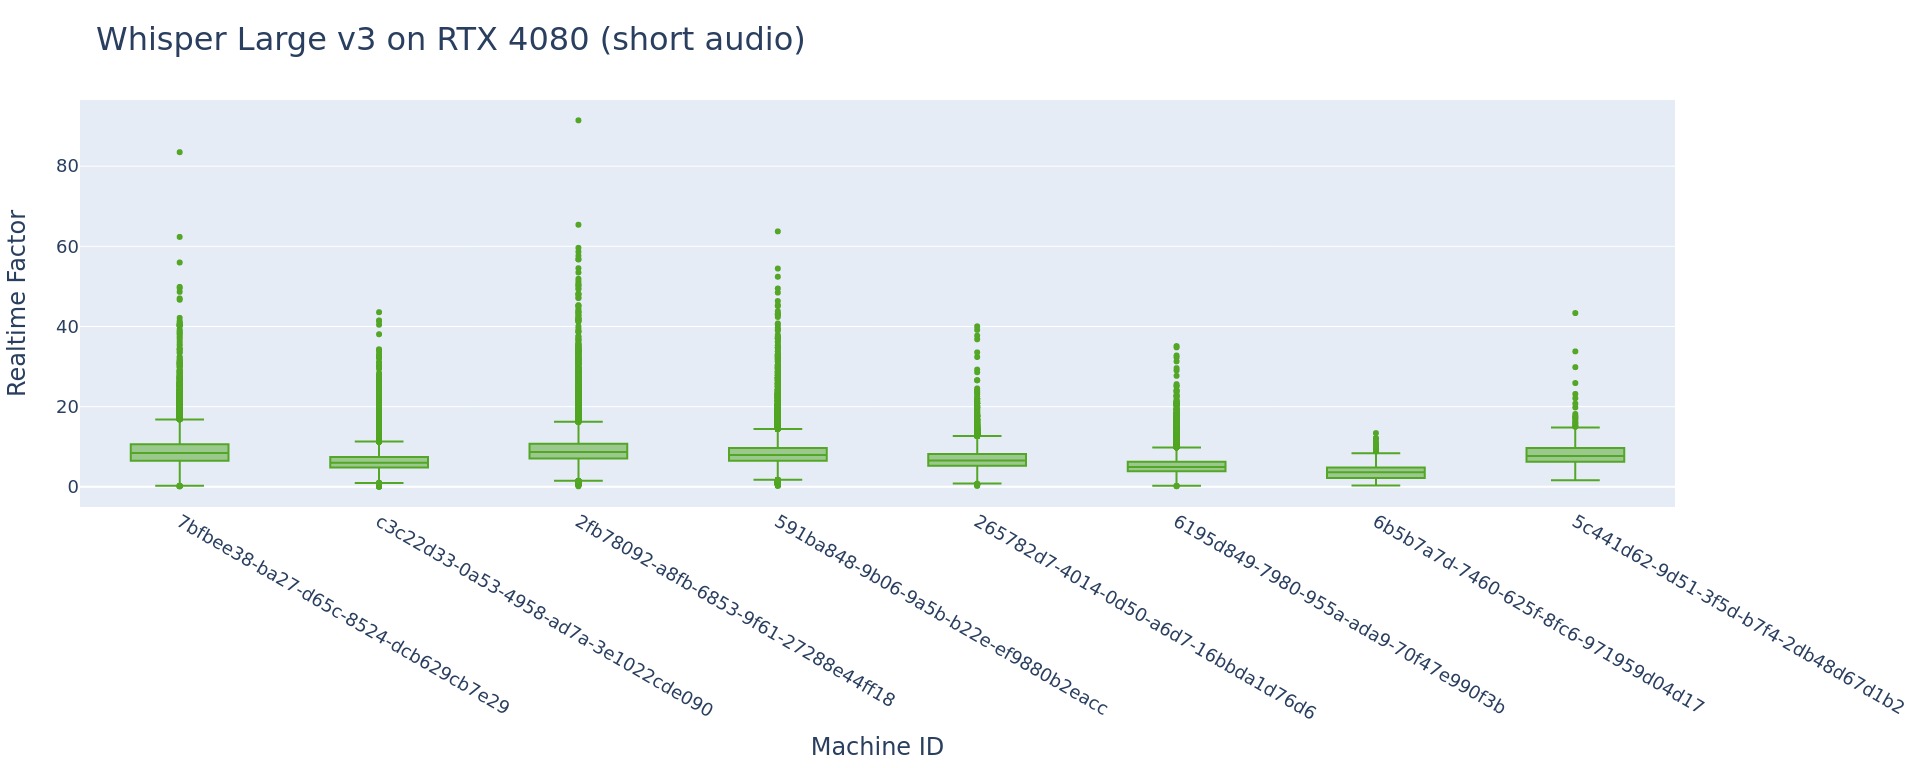 Whisper Large v3 on RTX 4080 (short audio)
Realtime Factor
80
60
40
20
0
7bfbee38-ba27-d65c-8524-dcb629cb7e29
c3c22d33-0a53-4958-ad7a-3e1022cde090
2fb78092-a8fb-6853-9f61-27288e44ff18
591ba848-9b06-9a5b-b22e-ef9880b2eacc
265782d7-4014-0d50-a6d7-16bbda1d76d6
6195d849-7980-955a-ada9-70f47e990f3b
6b5b7a7d-7460-625f-8fc6-971959d04d17
5c441d62-9d51-3f5d-b7f4-2db48d67d1b2
Machine ID